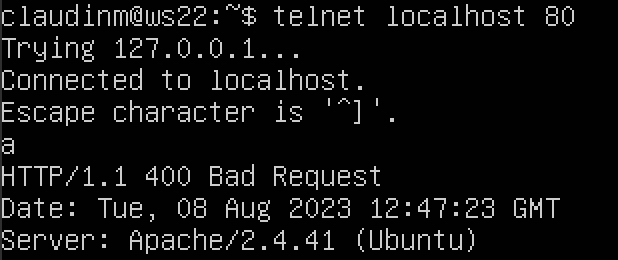 claudinm@ws22:~$ telnet localhost 80
Trying 127.0.0.1...
Connected to localhost.
Escape character is '^]'.
a
HTTP/1.1 400 Bad Request
Date: Tue, 08 Aug 2023 12:47:23 GMT
Server: Apache/2.4.41 (Ubuntu)